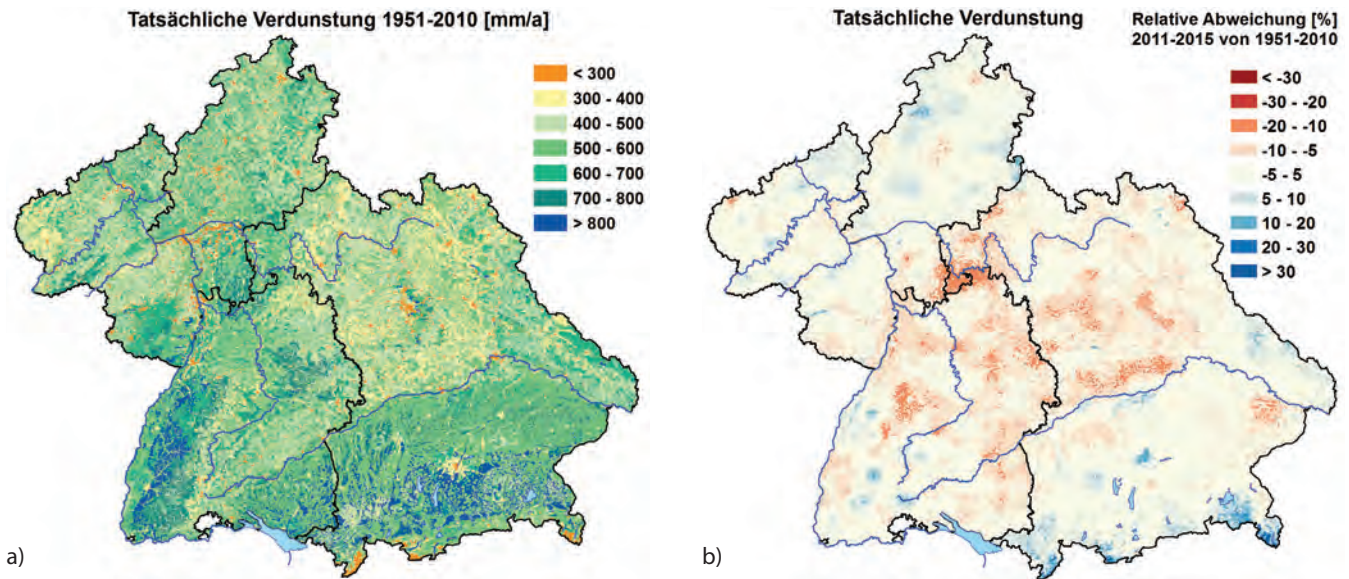 Tatsächliche Verdunstung 1951-2010 [mm/a]
< 300
300 - 400
400 - 500
500 - 600
600 - 700
700 - 800
> 800
a)
Tatsächliche Verdunstung
Relative Abweichung [%]
2011-2015 von 1951-2010
< -30
-30 - -20
-20 - -10
-10 - -5
-5 - 5
5 - 10
10 - 20
20 - 30
> 30
b)